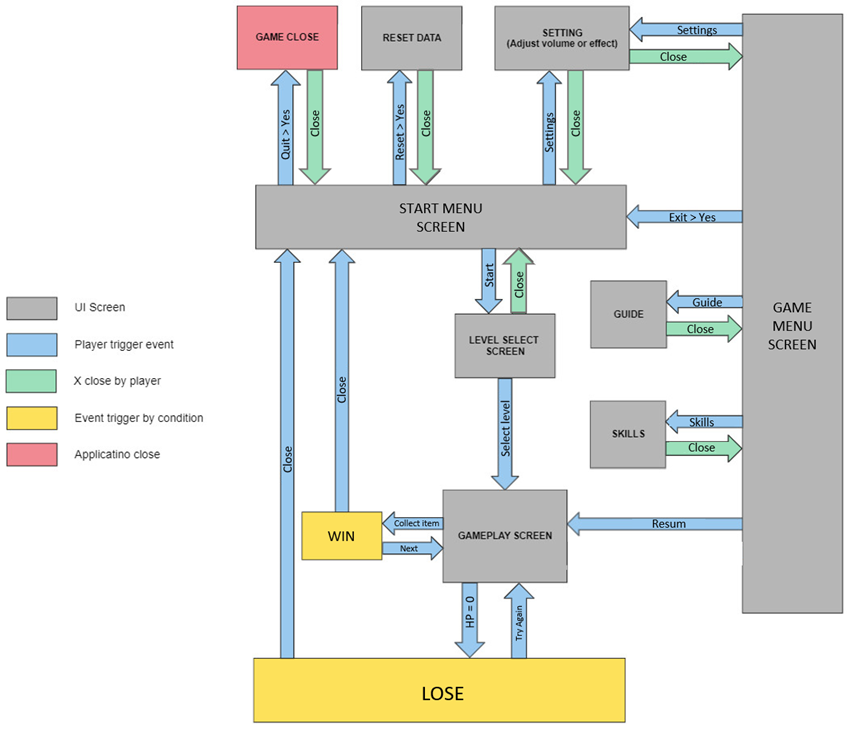 GAME CLOSE
RESET DATA
SETTING
(Adjust volume or effect)
Settings
Close
Quit > Yes
Close
Reset > Yes
Close
Settings
Close
START MENU
SCREEN
Exit > Yes
Start
Close
GUIDE
Guide
Close
GAME
MENU
SCREEN
UI Screen
Player trigger event
X close by player
Event trigger by condition
Applicatino close
LEVEL SELECT
SCREEN
Close
Close
Select level
SKILLS
Skills
Close
WIN
Collect item
Next
GAMEPLAY SCREEN
Resum
HP = 0
Try Again
LOSE